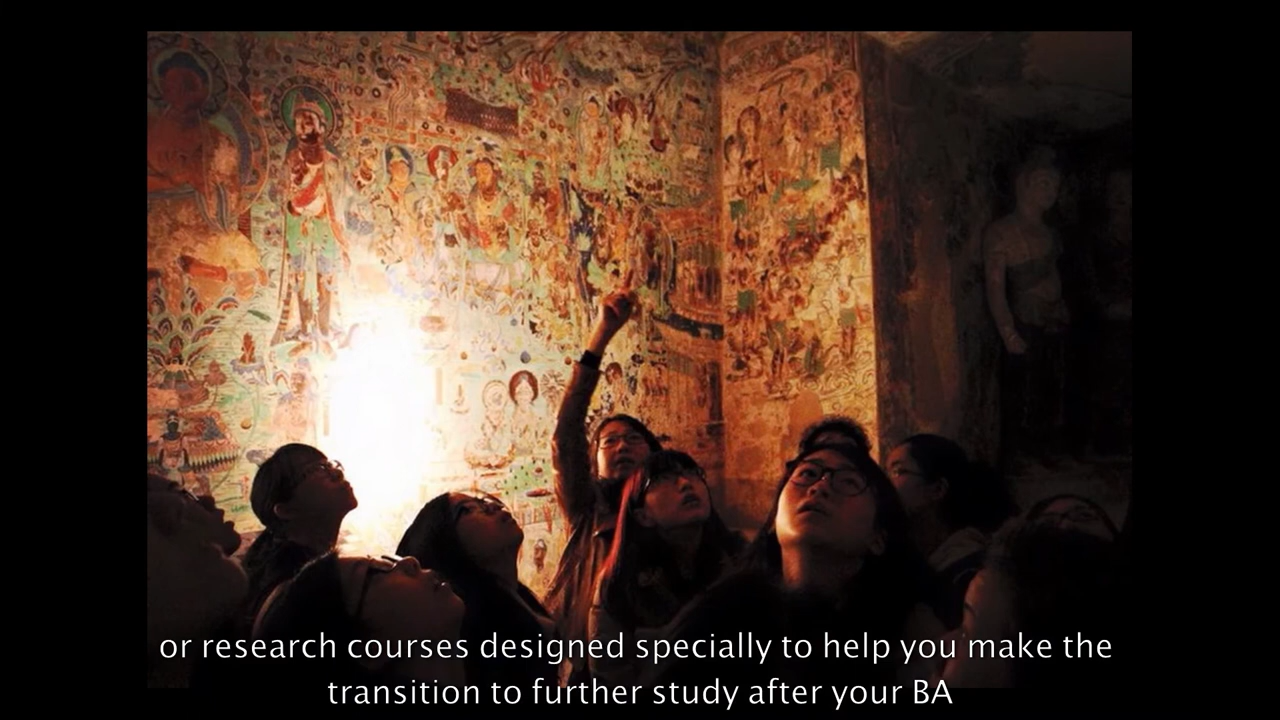 or research courses designed specially to help you make the
transition to further study after your BA